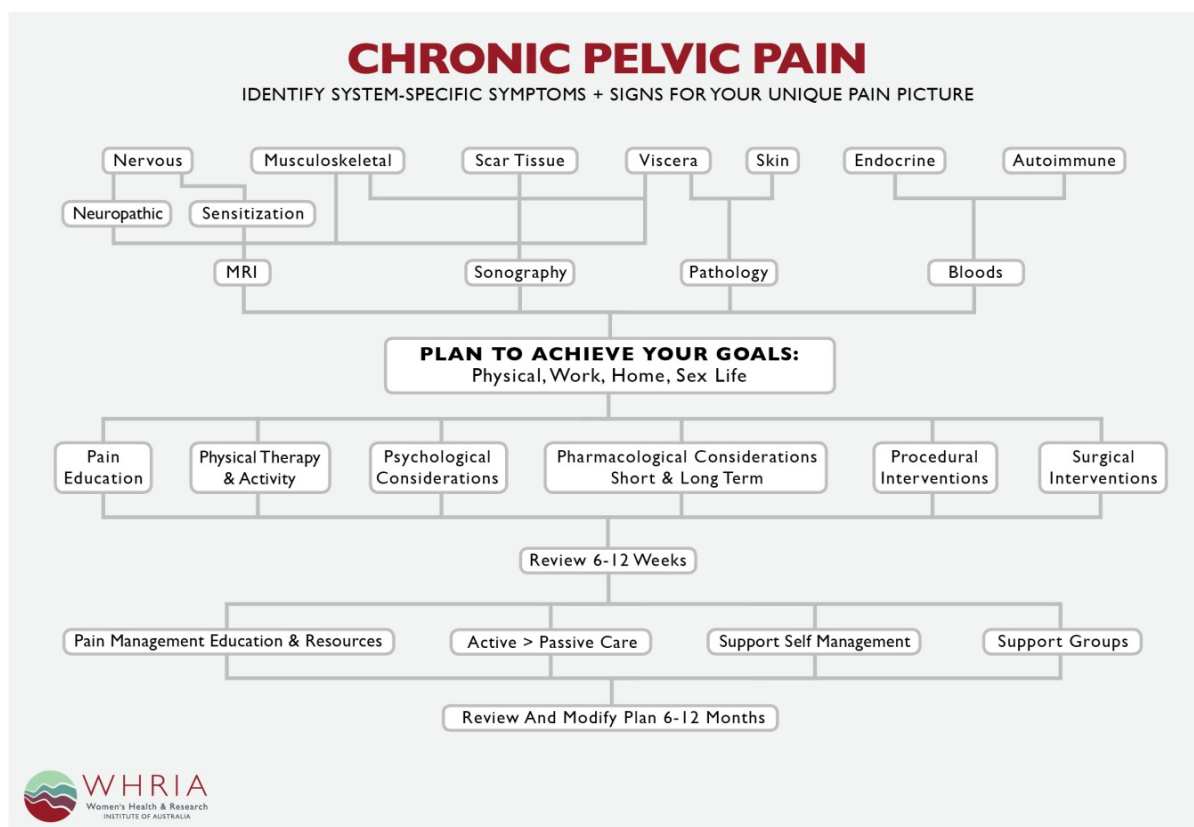 CHRONIC PELVIC PAIN
IDENTIFY SYSTEM-SPECIFIC SYMPTOMS + SIGNS FOR YOUR UNIQUE PAIN PICTURE
Nervous
Musculoskeletal
Scar Tissue
Viscera
Skin
Endocrine
Autoimmune
Neuropathic
Sensitization
MRI
Sonography
Pathology
Bloods
PLAN TO ACHIEVE YOUR GOALS:
Physical, Work, Home, Sex Life
Pain
Education
Physical Therapy
& Activity
Psychological
Considerations
Pharmacological Considerations
Short & Long Term
Procedural
Interventions
Surgical
Interventions
Review 6-12 Weeks
Pain Management Education & Resources
Active > Passive Care
Support Self Management
Support Groups
Review And Modify Plan 6-12 Months
WHRIA
Women's Health & Research
INSTITUTE OF AUSTRALIA